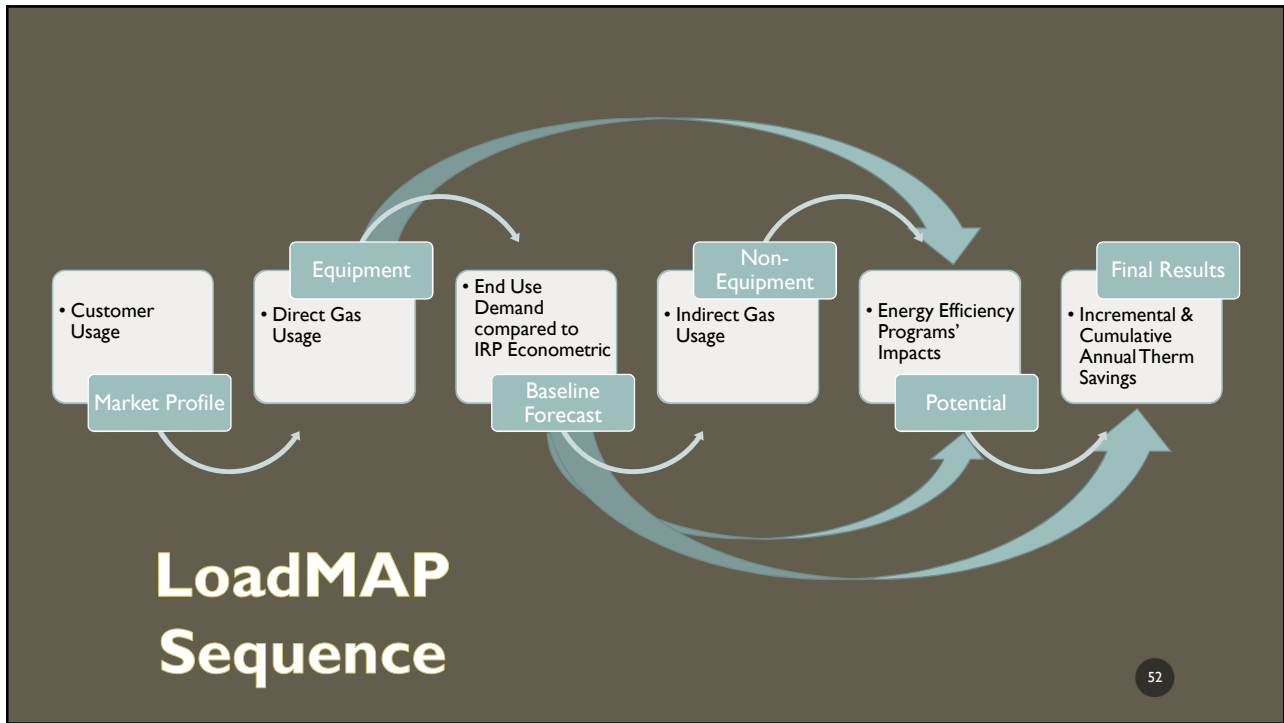 • Customer
Usage
Market Profile
Equipment
• Direct Gas
Usage
• End Use
Demand
compared to
IRP Econometric
Baseline
Forecast
Non-
Equipment
• Indirect Gas
Usage
• Energy Efficiency
Programs’
Impacts
Potential
Final Results
• Incremental &
Cumulative
Annual Therm
Savings
LoadMAP
Sequence
52